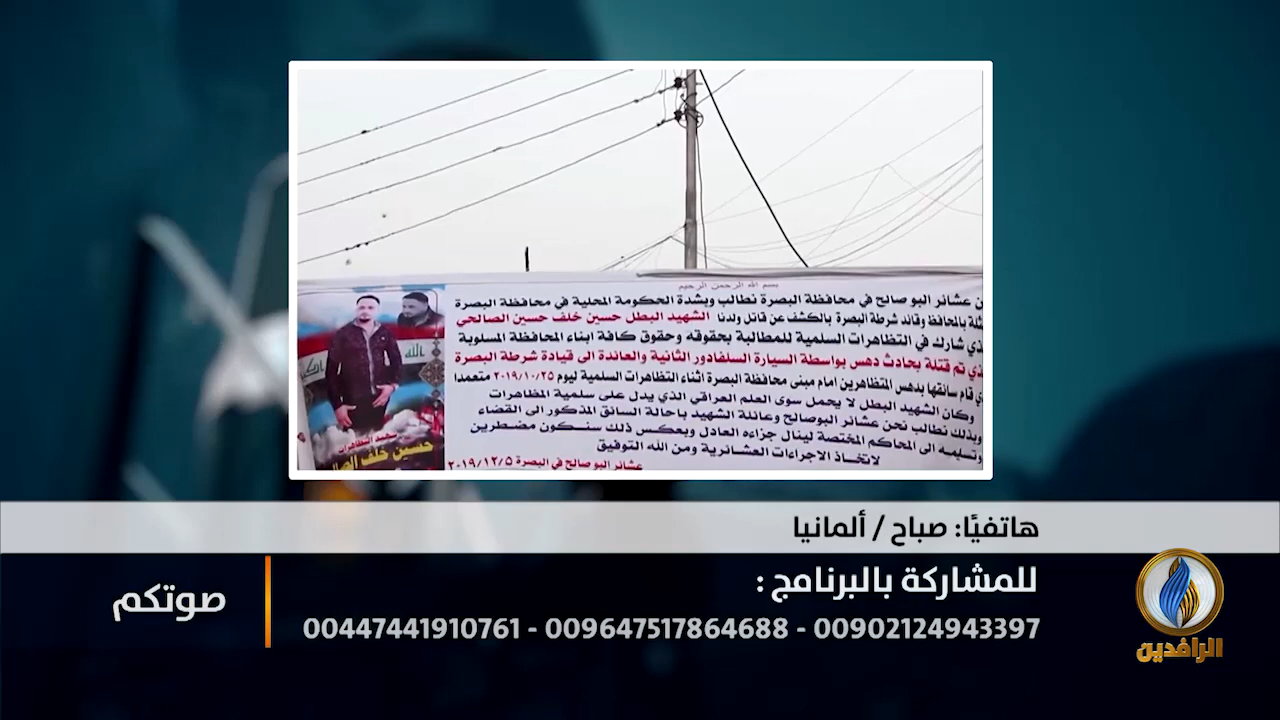 بسم الله الرحمن الرحيم
عشائر البو صالح في محافظة البصرة نطالب وبشدة الحكومة المحلية في محافظة البصرة
بالمحافظ وقائد شرطة البصرة بالكشف عن قاتل ولدنا الشهيد البطل حسين خلف حسين الصالحي
شارك في التظاهرات السلمية للمطالبة بحقوقه وحقوق كافة ابناء المحافظة المسلوبة
تم قتلة بحادث دهس بواسطة السيارة السلفادور الثانية والعائدة الى قيادة شرطة البصرة
قام سائقها بدهس المتظاهرين امام مبنى محافظة البصرة اثناء التظاهرات السلمية ليوم ٢٠١٩/١٠/٢٥ متعمدا
وكان الشهيد البطل لا يحمل سوى العلم العراقي الذي يدل على سلمية المظاهرات
وبذلك نطالب نحن عشائر البوصالح وعائلة الشهيد باحالة السائق المذكور الى القضاء
وتسليمه الى المحاكم المختصة لينال جزاءه العادل وبعكس ذلك سنكون مضطرين
لاتخاذ الاجراءات العشائرية ومن الله التوفيق
عشائر البو صالح في البصرة ٢٠١٩/١٢/٥
الله
شهيد التظاهرات
حسين خلف
هاتفيًا: صباح / ألمانيا
للمشاركة بالبرنامج :
00447441910761 - 009647517864688 - 00902124943397
صوتكم
الرافدين